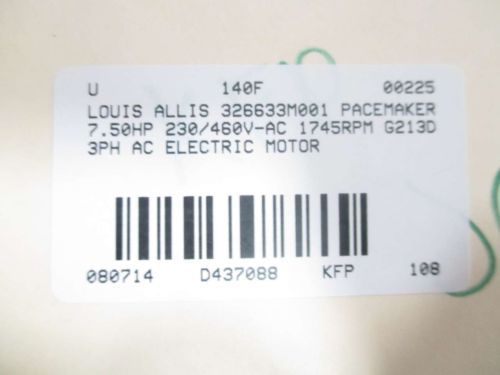 U 140F 00225
LOUIS ALLIS 326633M001 PACEMAKER
7.50HP 230/460V-AC 1745RPM G213D
3PH AC ELECTRIC MOTOR
080714 D437088 KFP 108